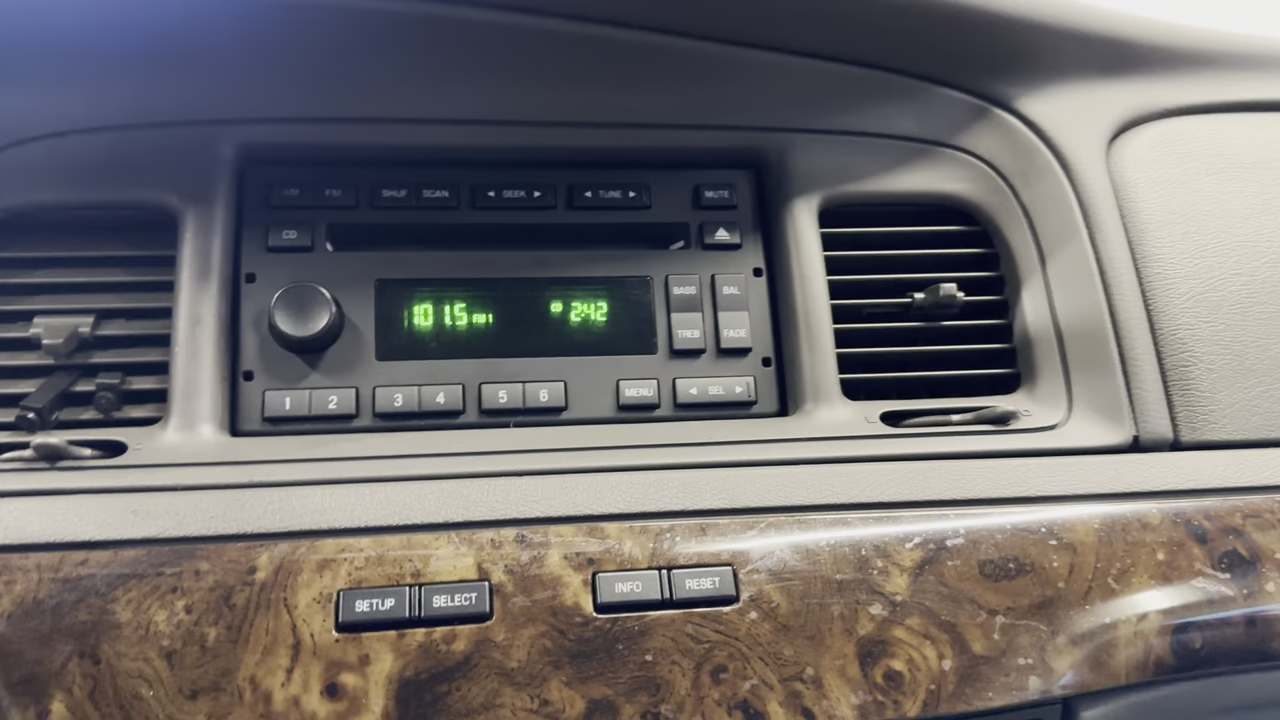 AM FM SHUF SCAN ◄ SEEK ► ◄ TUNE ► MUTE
CD
BASS BAL
101.5 FM1 CD 2:42
TREB FADE
1 2 3 4 5 6 MENU ◄ SEL ►
SETUP SELECT INFO RESET